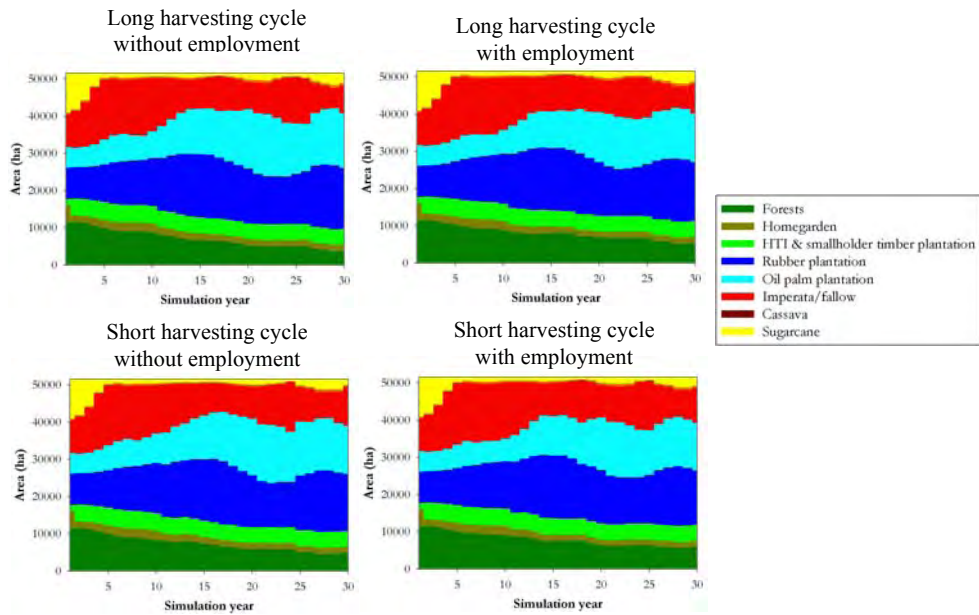 Long harvesting cycle
without employment
Long harvesting cycle
with employment
50000
40000
30000
20000
10000
0
Area (ha)
5
10
15
20
25
30
Simulation year
50000
40000
30000
20000
10000
0
Area (ha)
5
10
15
20
25
30
Simulation year
Forests
Homegarden
HTI & smallholder timber plantation
Rubber plantation
Oil palm plantation
Imperata/fallow
Cassava
Sugarcane
Short harvesting cycle
without employment
Short harvesting cycle
with employment
50000
40000
30000
20000
10000
0
Area (ha)
5
10
15
20
25
30
Simulation year
50000
40000
30000
20000
10000
0
Area (ha)
5
10
15
20
25
30
Simulation year